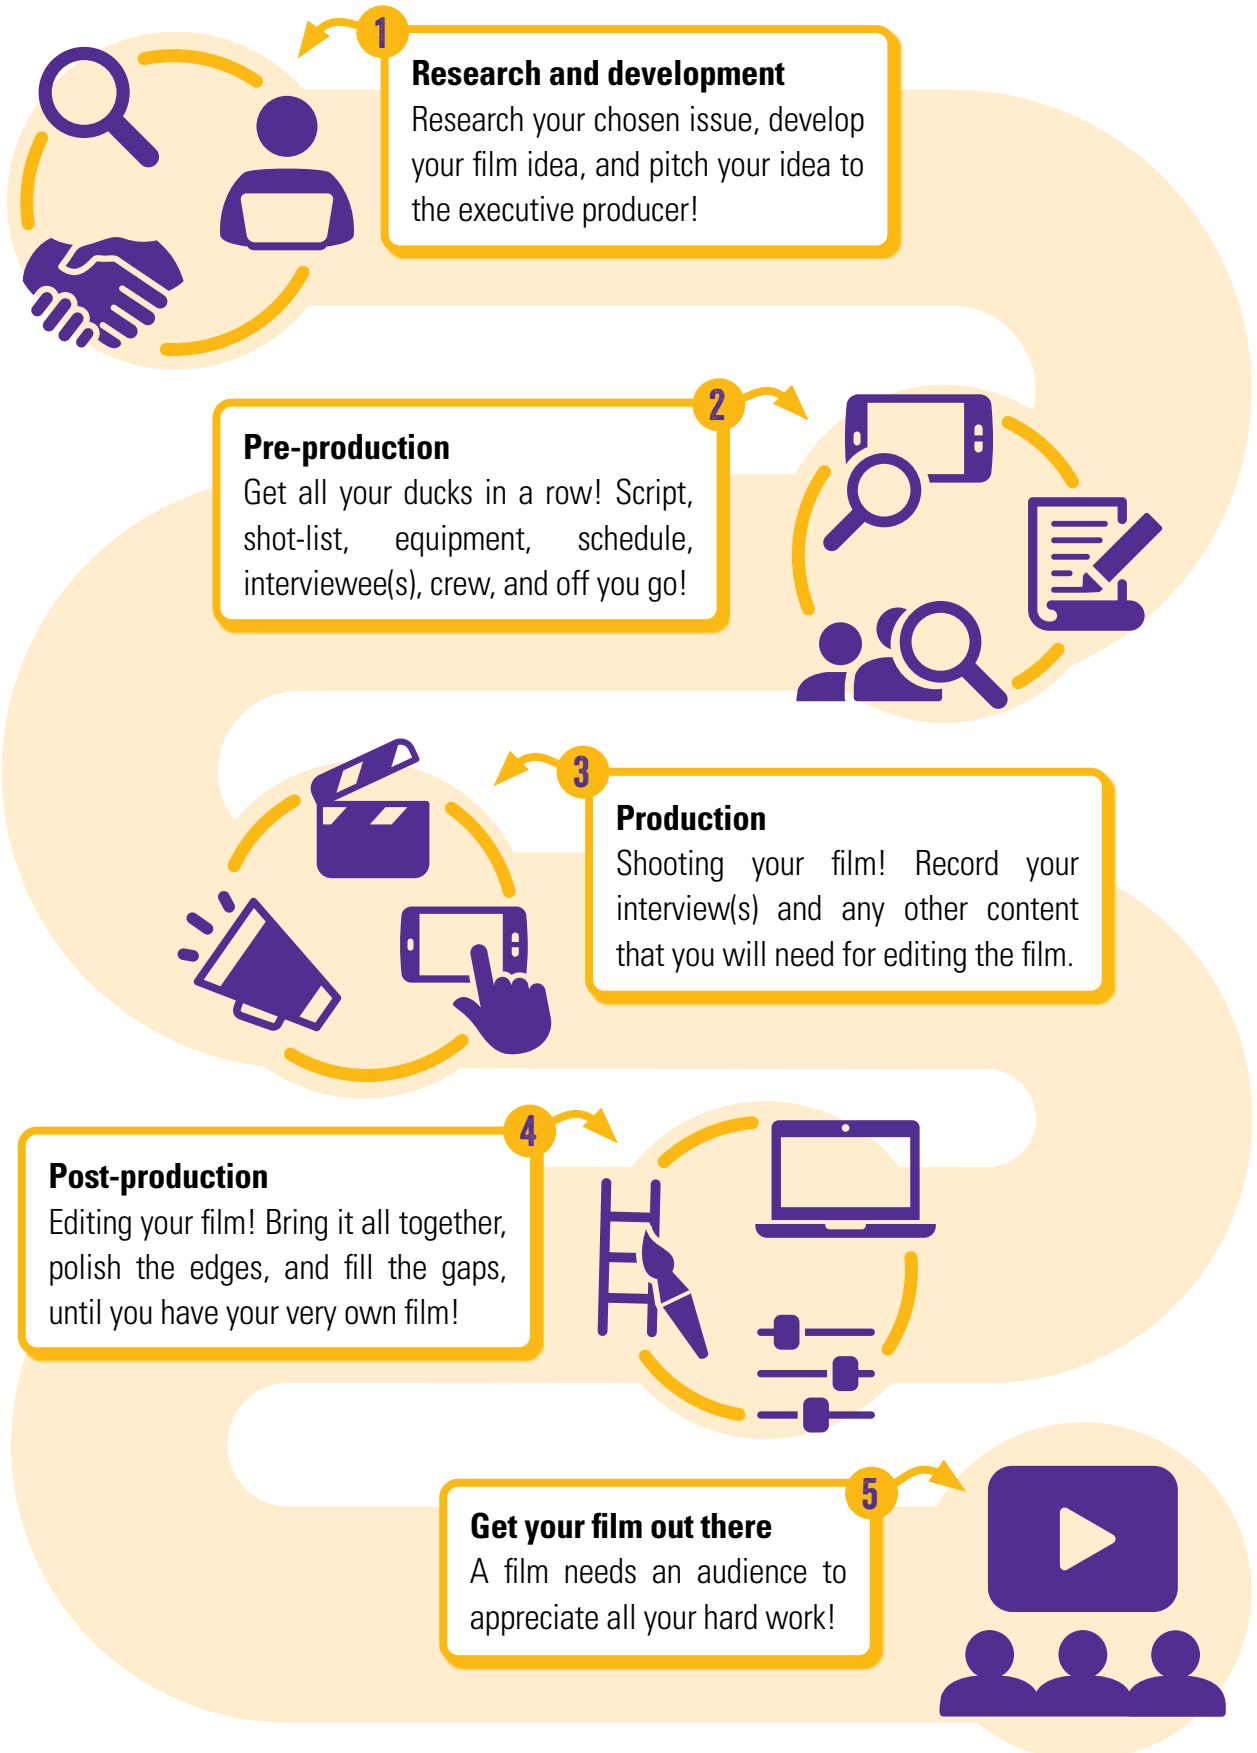 1
Research and development
Research your chosen issue, develop
your film idea, and pitch your idea to
the executive producer!
2
Pre-production
Get all your ducks in a row! Script,
shot-list, equipment, schedule,
interviewee(s), crew, and off you go!
3
Production
Shooting your film! Record your
interview(s) and any other content
that you will need for editing the film.
4
Post-production
Editing your film! Bring it all together,
polish the edges, and fill the gaps,
until you have your very own film!
5
Get your film out there
A film needs an audience to
appreciate all your hard work!